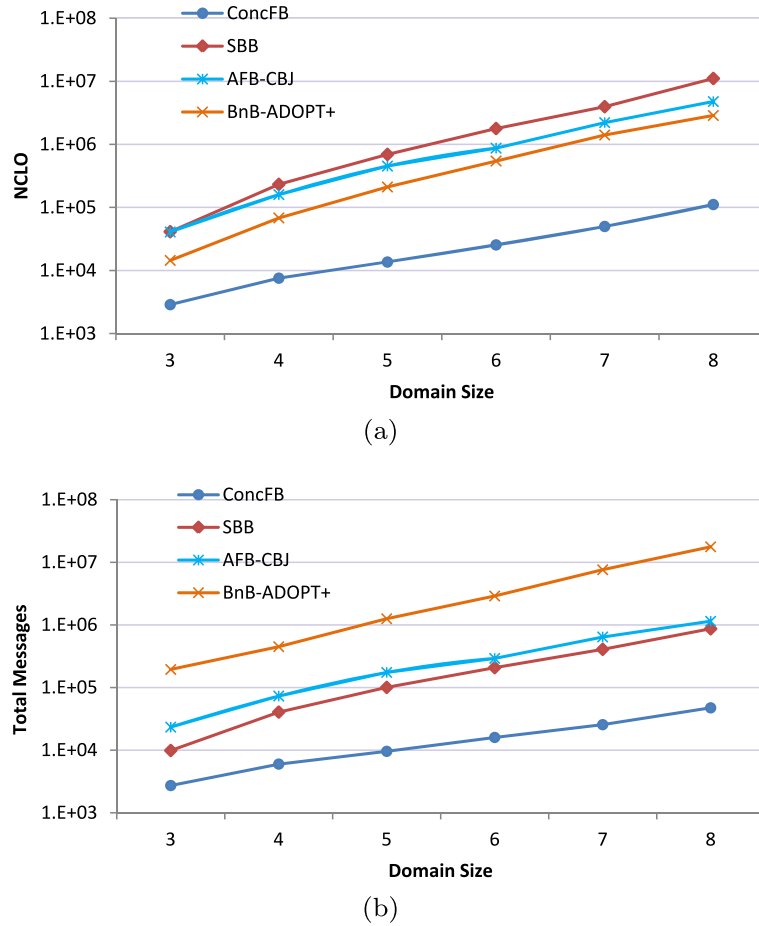 1.E+08
ConcFB
SBB
1.E+07
AFB-CBJ
BnB-ADOPT+
1.E+06
NCLO
1.E+05
1.E+04
1.E+03
3 4 5 6 7 8
Domain Size
(a)
1.E+08
ConcFB
SBB
1.E+07
AFB-CBJ
BnB-ADOPT+
1.E+06
Total Messages
1.E+05
1.E+04
1.E+03
3 4 5 6 7 8
Domain Size
(b)